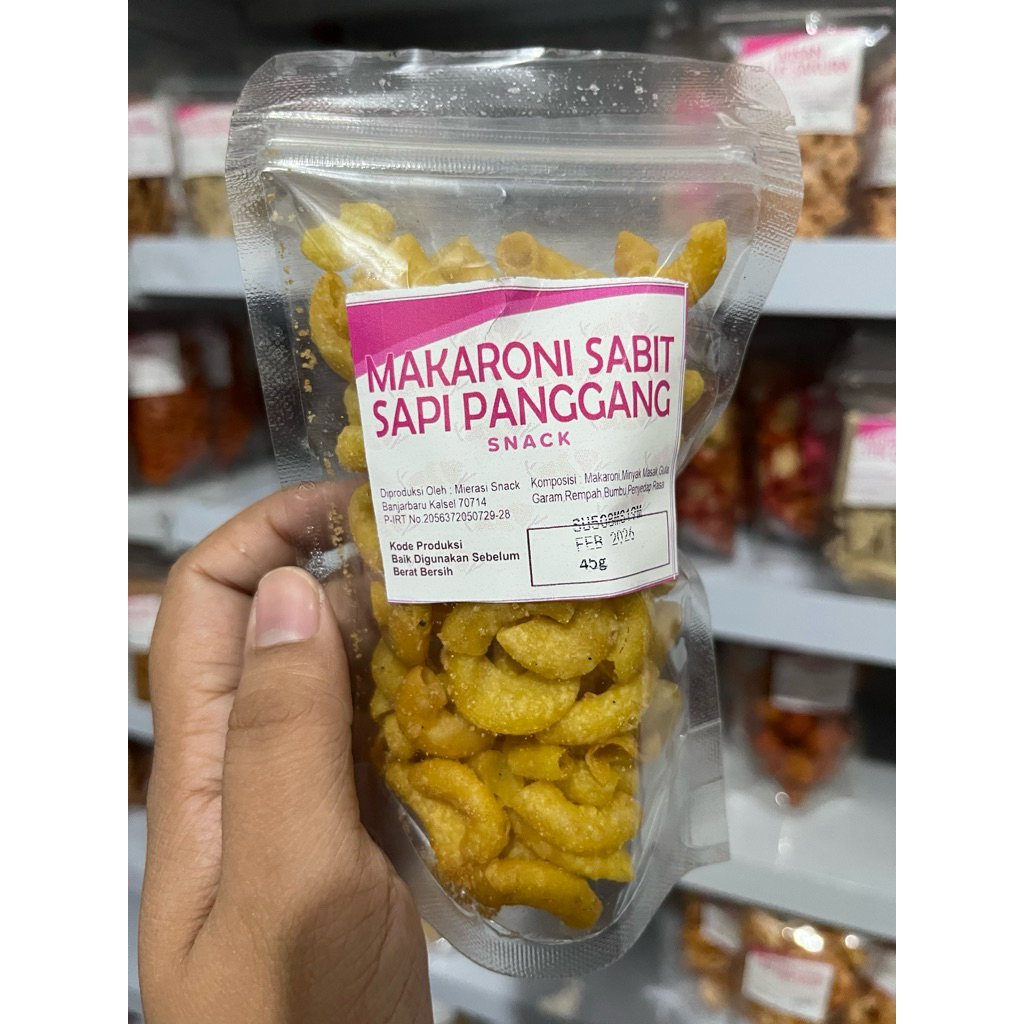 MAKARONI SABIT
SAPI PANGGANG
SNACK
Diproduksi Oleh : Mierasi Snack
Banjarbaru Kalsel 70714
P-IRT No.2056372050729-28
Komposisi : Makaroni,Minyak Masak,Gula
Garam,Rempah,Bumbu Penyedap Rasa
Kode Produksi
Baik Digunakan Sebelum
Berat Bersih
FEB 2026
45g